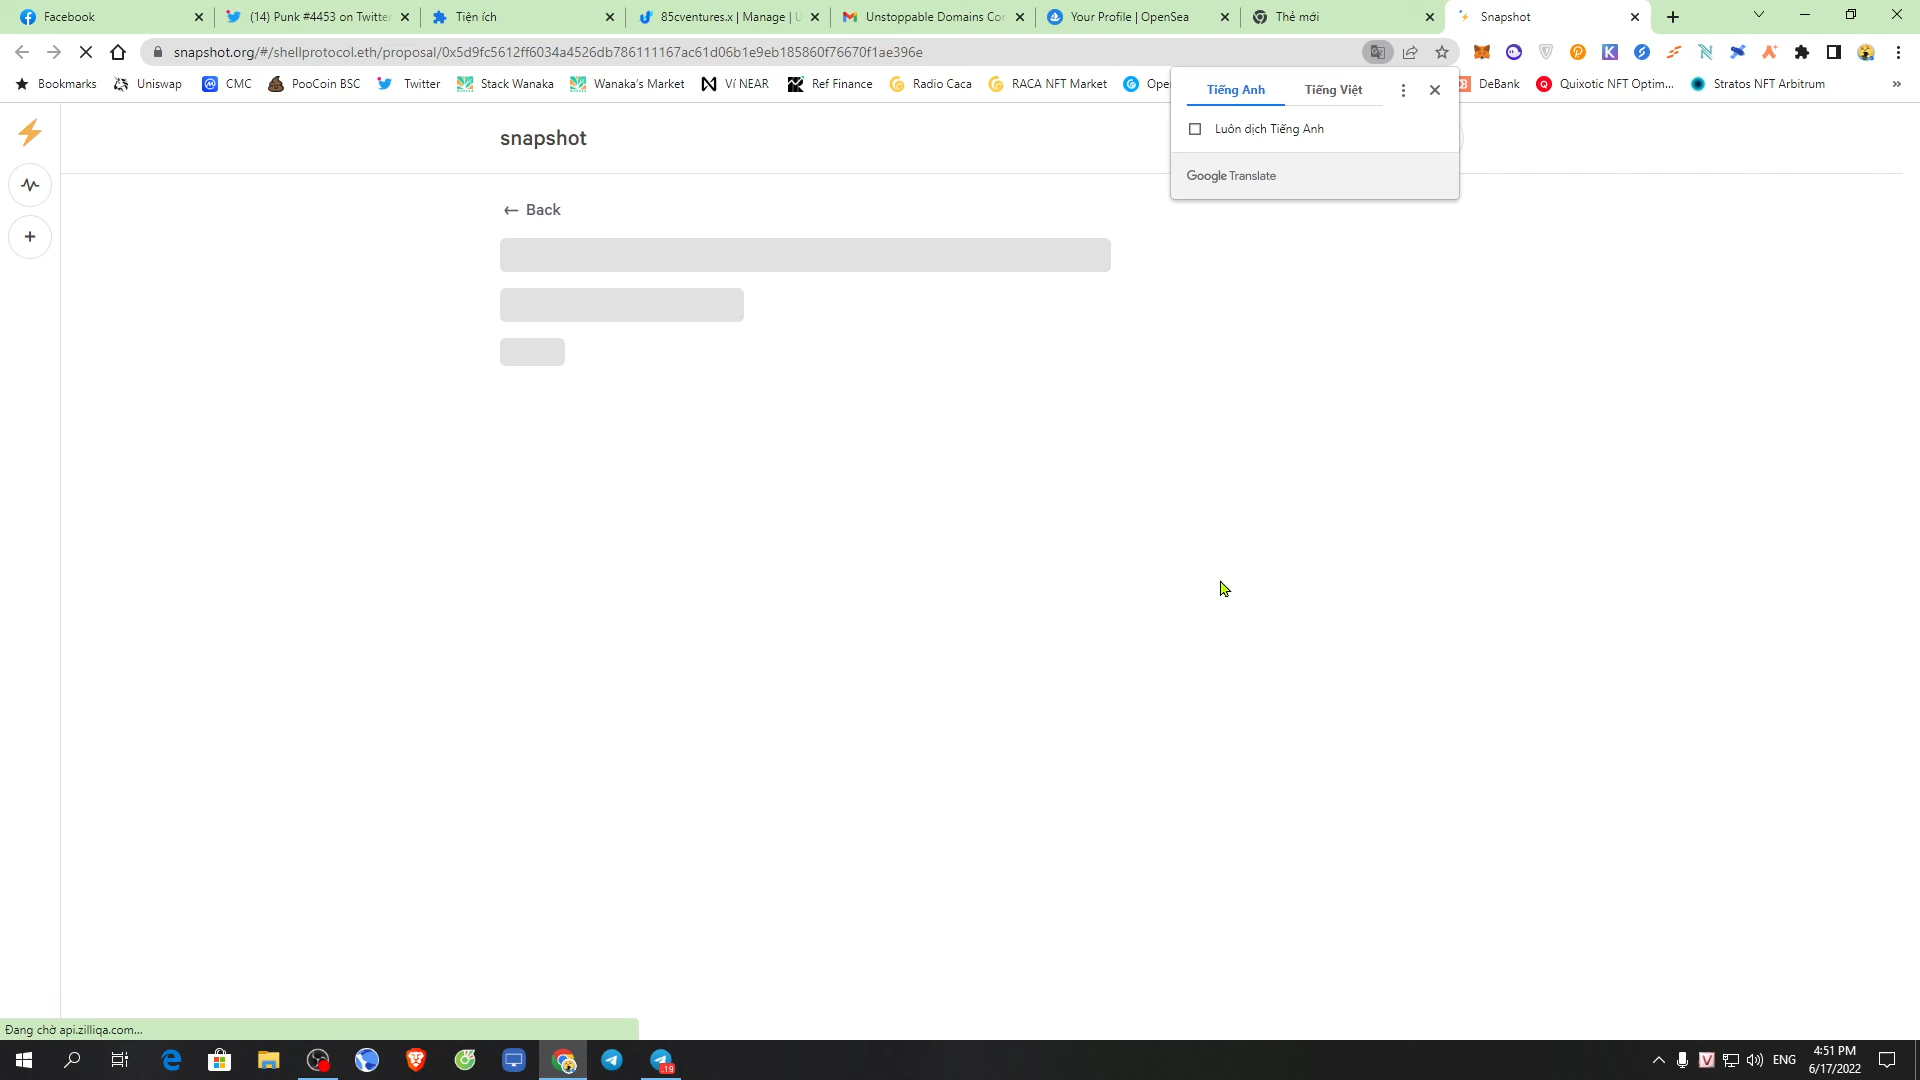 Facebook
(14) Punk #4453 on Twitte
Tiện ích
85cventures.x | Manage | U
Unstoppable Domains Cor
Your Profile | OpenSea
Thẻ mới
Snapshot
snapshot.org/#/shellprotocol.eth/proposal/0x5d9fc5612ff6034a4526db786111167ac61d06b1e9eb185860f76670f1ae396e
Bookmarks
Uniswap
CMC
PooCoin BSC
Twitter
Stack Wanaka
Wanaka's Market
Ví NEAR
Ref Finance
Radio Caca
RACA NFT Market
Ope
DeBank
Quixotic NFT Optim...
Stratos NFT Arbitrum
»
Tiếng Anh
Tiếng Việt
Luôn dịch Tiếng Anh
Google Translate
snapshot
← Back
Đang chờ api.zilliqa.com...
19
ENG
4:51 PM
6/17/2022